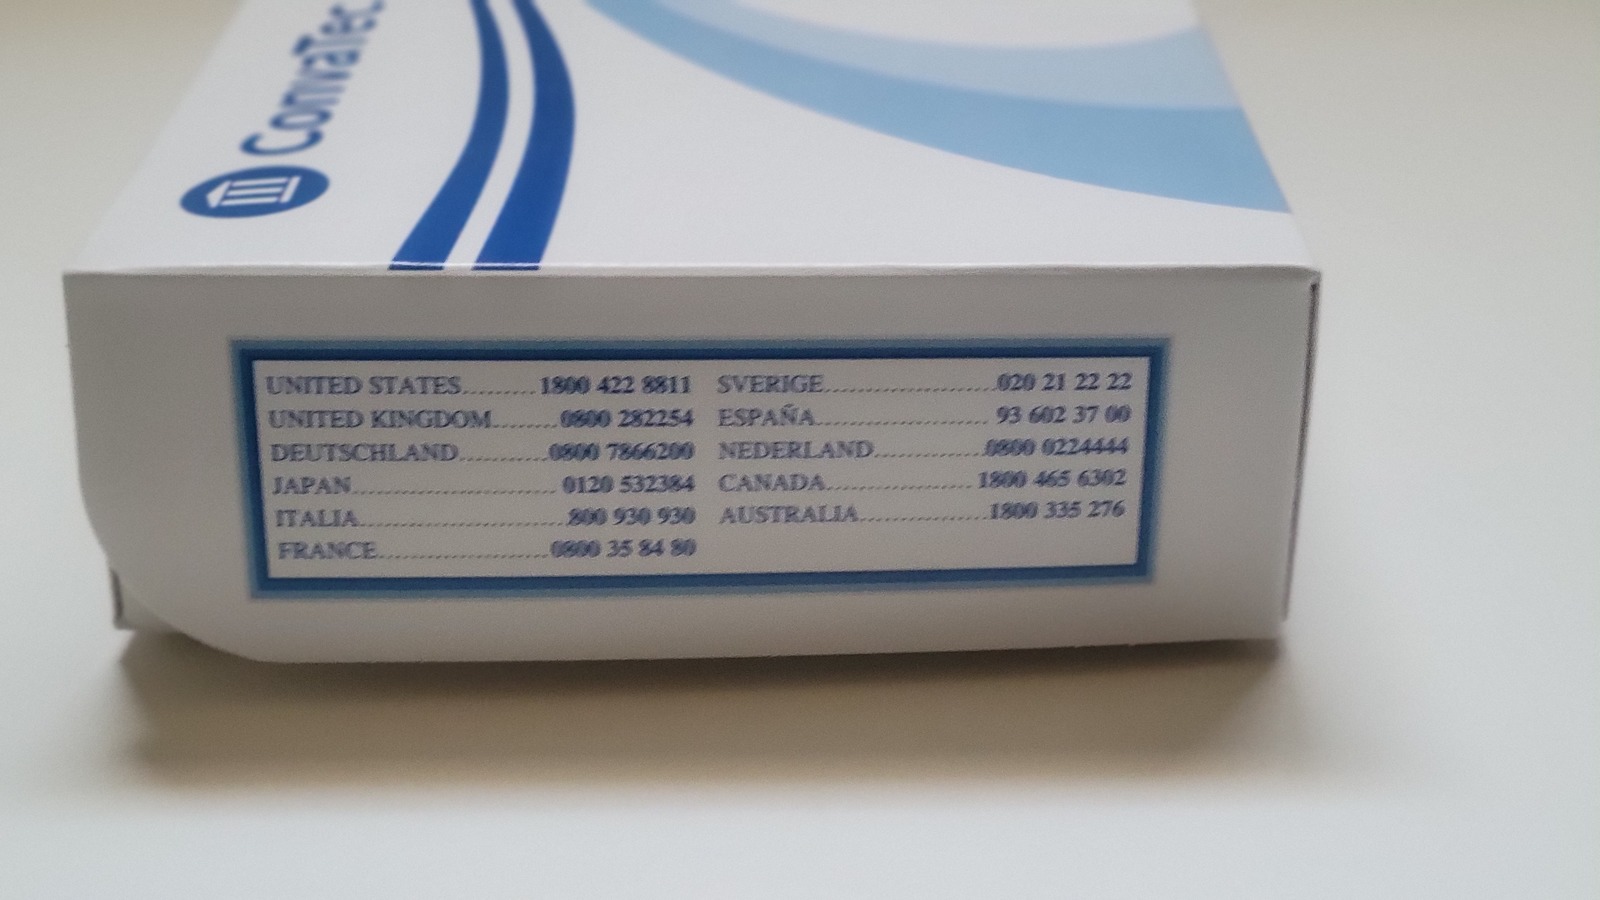 ConvaTec
UNITED STATES.........1800 422 8811
UNITED KINGDOM........0800 282254
DEUTSCHLAND...........0800 7866200
JAPAN..........................0120 532384
ITALIA..........................800 930 930
FRANCE.....................0800 35 84 80
SVERIGE.....................020 21 22 22
ESPAÑA..................... 93 602 37 00
NEDERLAND.............0800 0224444
CANADA.................. 1800 465 6302
AUSTRALIA...............1800 335 276